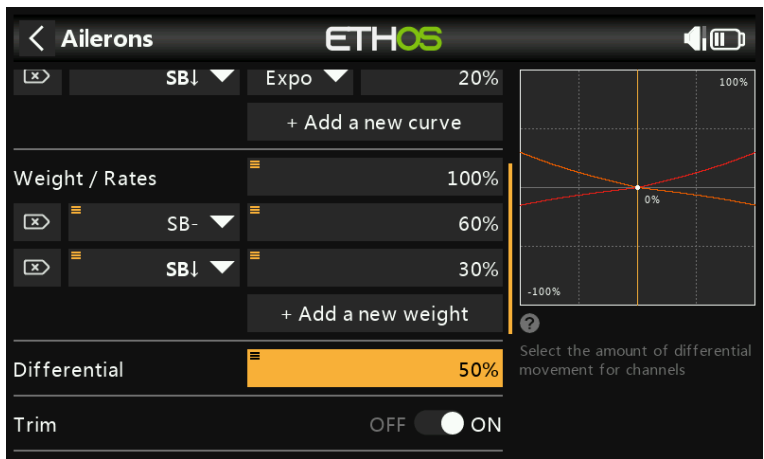 Ailerons
ETHOS
SB↓ Expo 20%
+ Add a new curve
100%
Weight / Rates 100%
0%
SB- 60%
SB↓ 30%
-100%
+ Add a new weight
Differential 50%
Select the amount of differential
movement for channels
Trim OFF ON